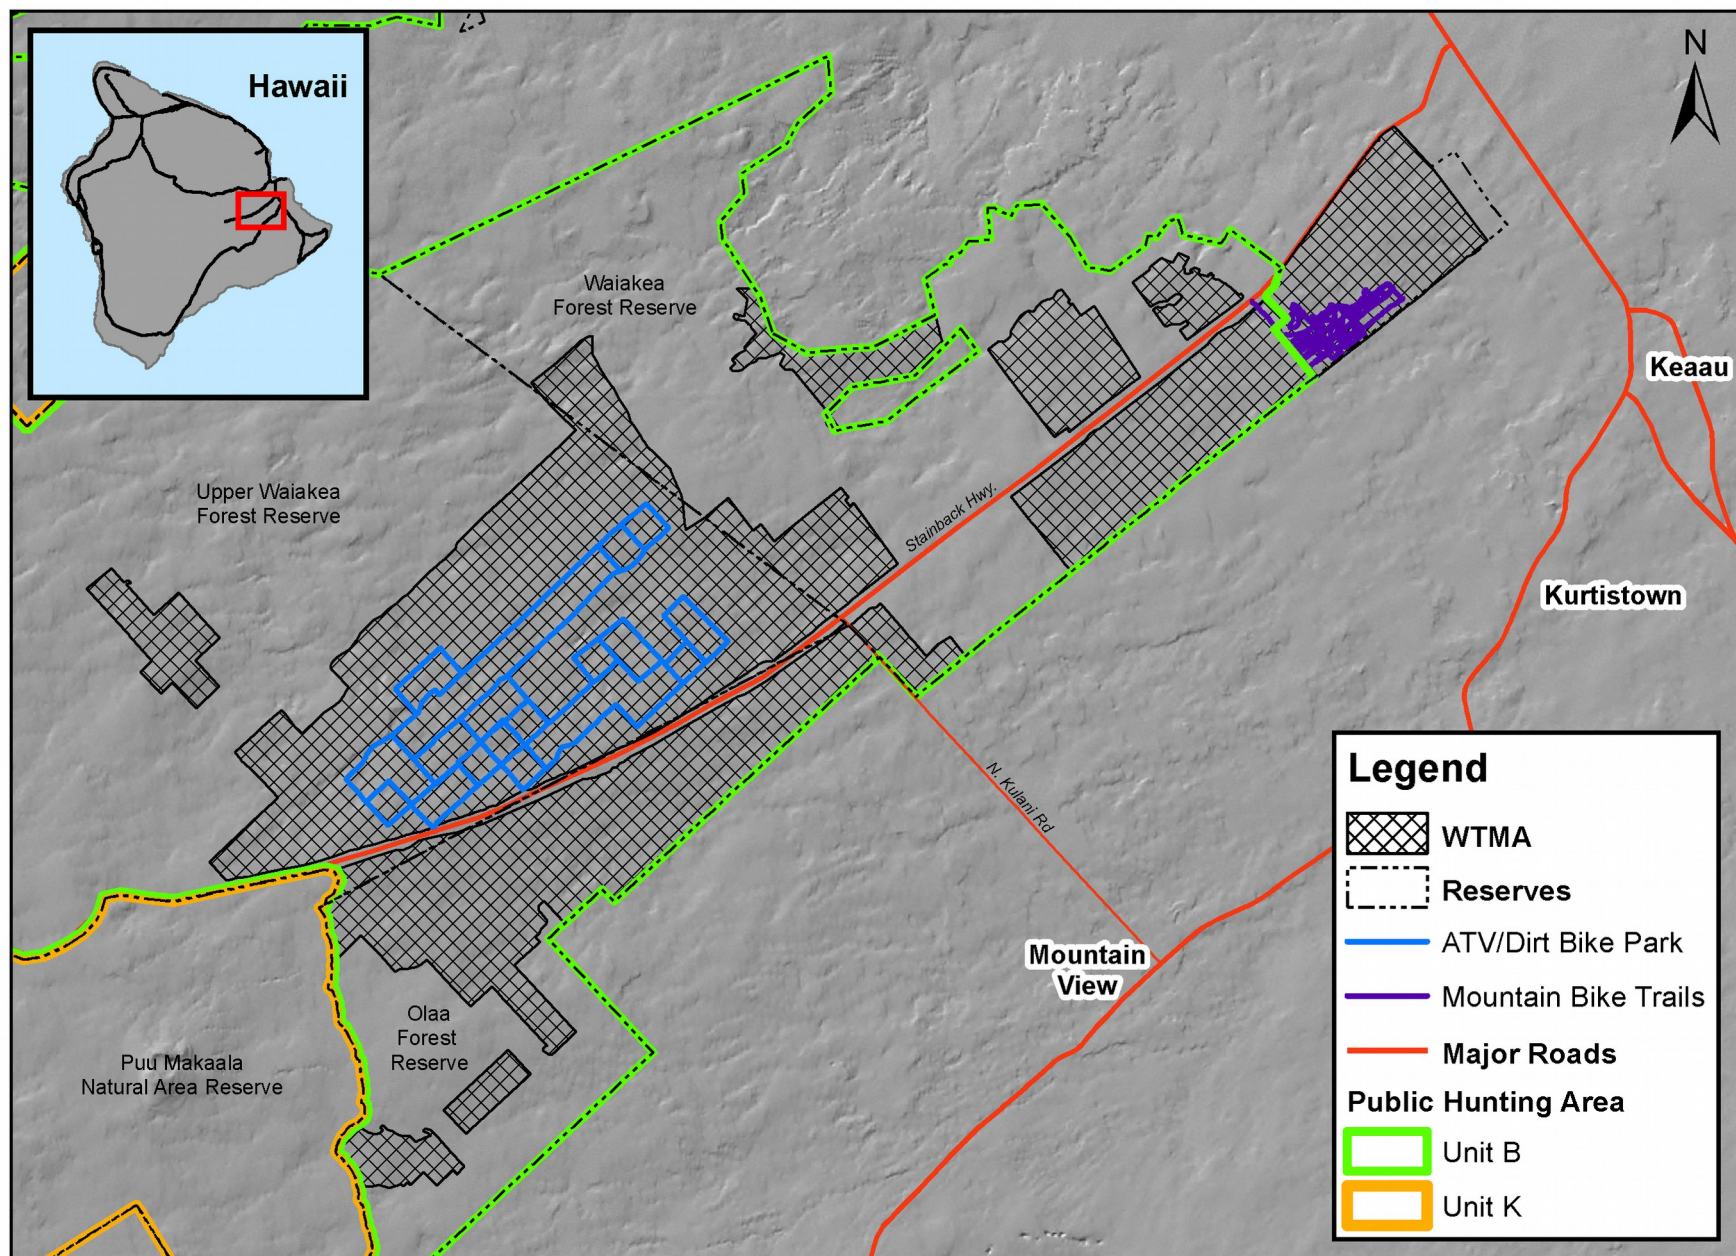 Hawaii
N
Waiakea
Forest Reserve
Keaau
Upper Waiakea
Forest Reserve
Stainback Hwy.
Kurtistown
N. Kulani Rd
Mountain
View
Olaa
Forest
Reserve
Puu Makaala
Natural Area Reserve
Legend
WTMA
Reserves
ATV/Dirt Bike Park
Mountain Bike Trails
Major Roads
Public Hunting Area
Unit B
Unit K